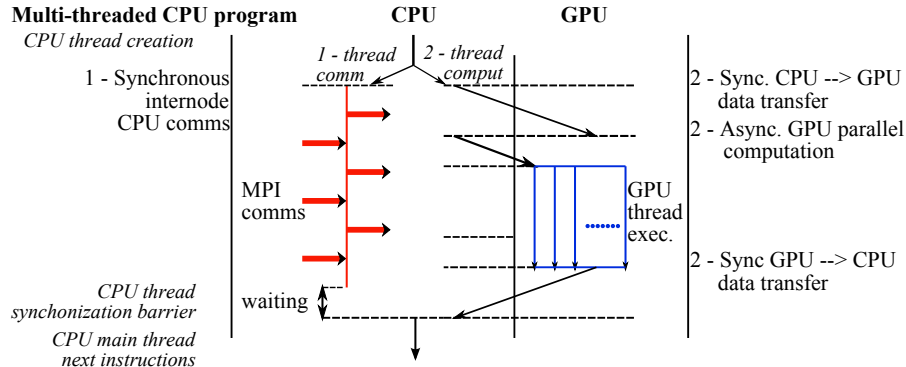 Multi-threaded CPU program
CPU
GPU
CPU thread creation
1 - thread
comm
2 - thread
comput
1 - Synchronous
internode
CPU comms
2 - Sync. CPU --> GPU
data transfer
2 - Async. GPU parallel
computation
MPI
comms
GPU
thread
exec.
2 - Sync GPU --> CPU
data transfer
CPU thread
synchonization barrier
waiting
CPU main thread
next instructions